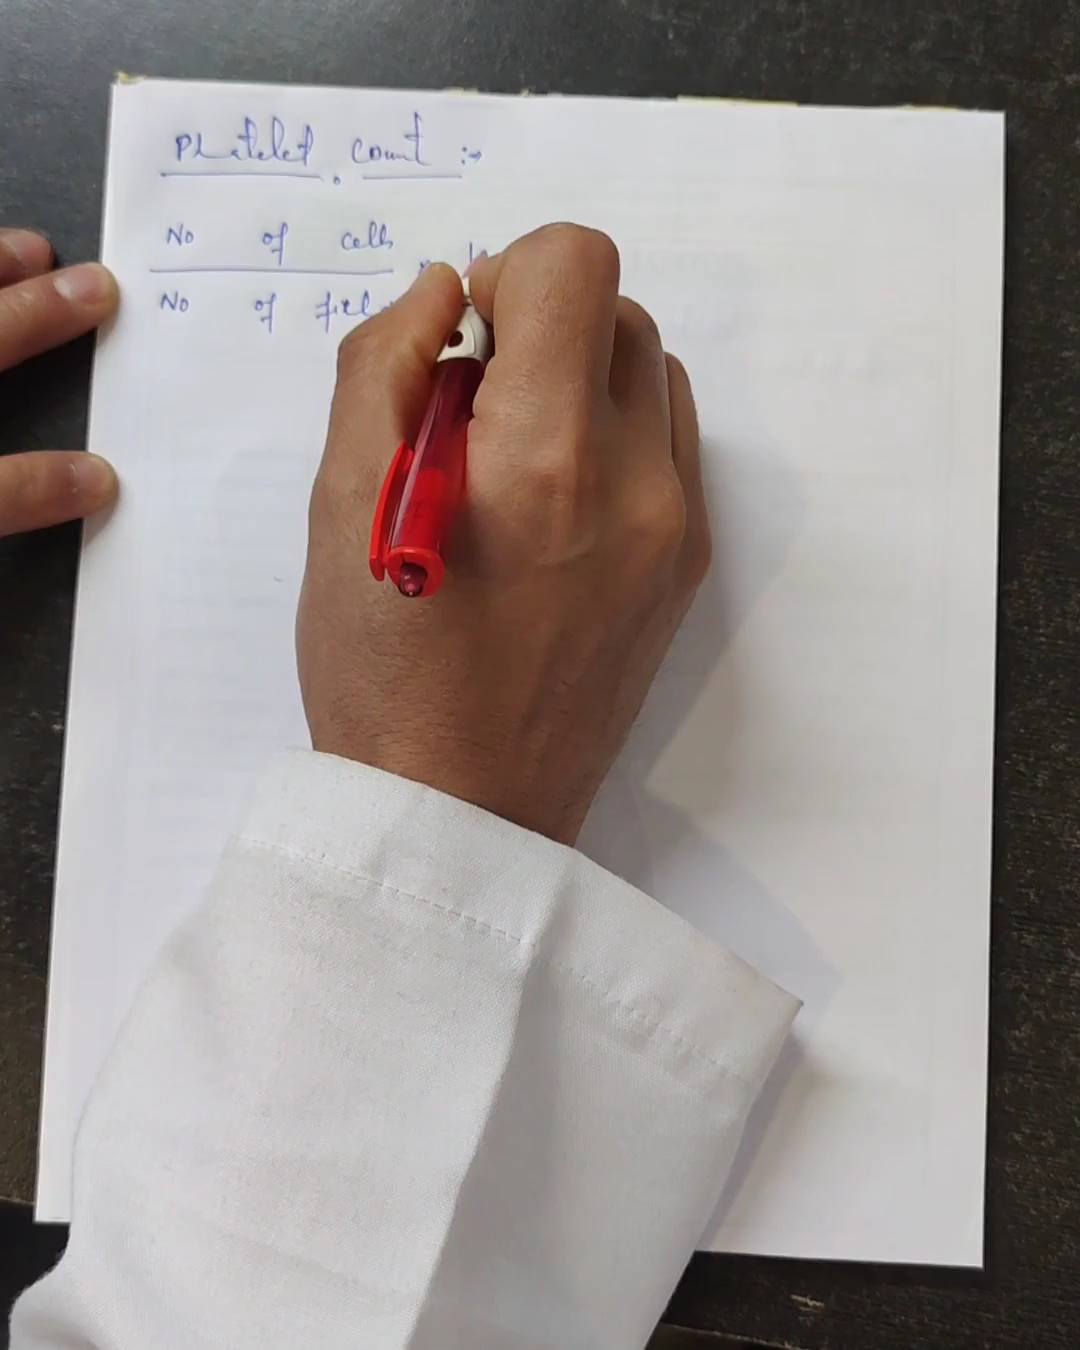 Platelet count :→
No of cells
No of